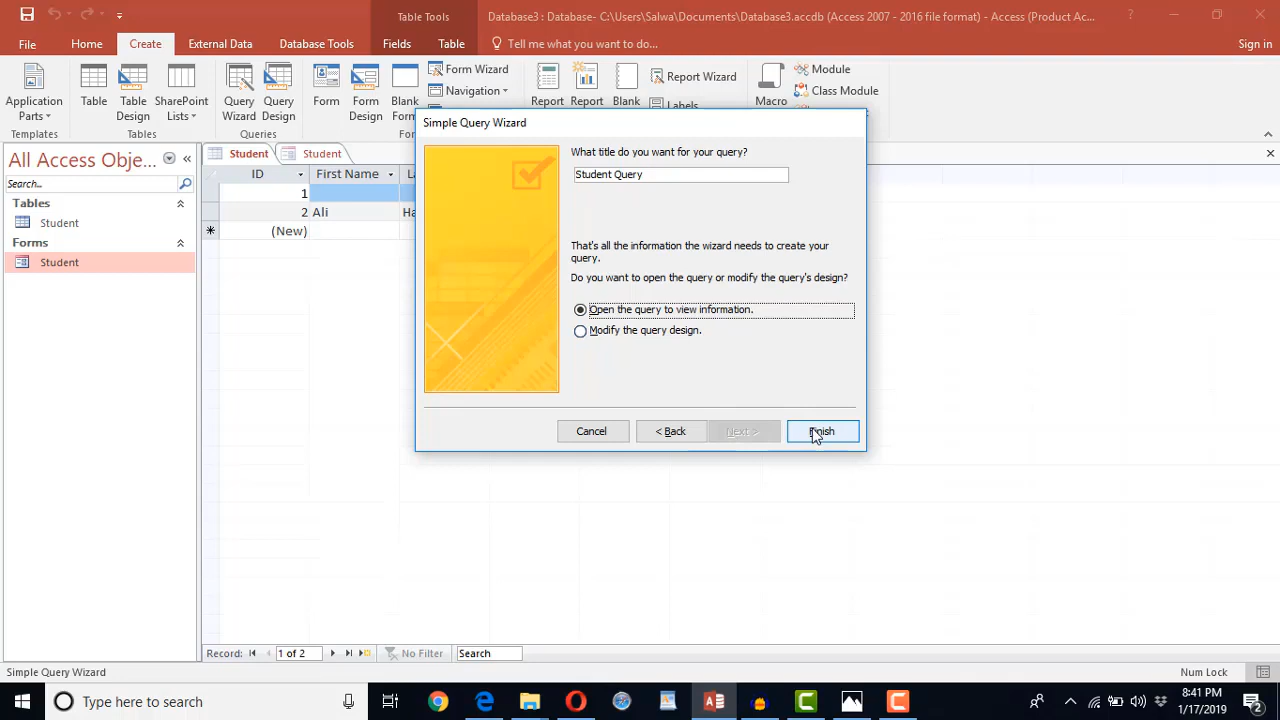 Table Tools
Database3 : Database- C:\Users\Salwa\Documents\Database3.accdb (Access 2007 - 2016 file format) - Access (Product Ac...
File Home Create External Data Database Tools Fields Table Tell me what you want to do... Sign in
Application Parts
Table
Table Design
SharePoint Lists
Query Wizard
Query Design
Form
Form Design
Blank
Form Wizard
Navigation
Report
Report
Blank
Report Wizard
Labels
Macro
Module
Class Module
Templates Tables Queries
All Access Obje...
Search...
Tables
Student
Forms
Student
Student Student
ID First Name
1
2 Ali Ha
(New)
Simple Query Wizard
What title do you want for your query?
Student Query
That's all the information the wizard needs to create your
query.
Do you want to open the query or modify the query's design?
Open the query to view information.
Modify the query design.
Cancel < Back Next > Finish
Record: 1 of 2 No Filter Search
Simple Query Wizard Num Lock
Type here to search
8:41 PM
1/17/2019
2